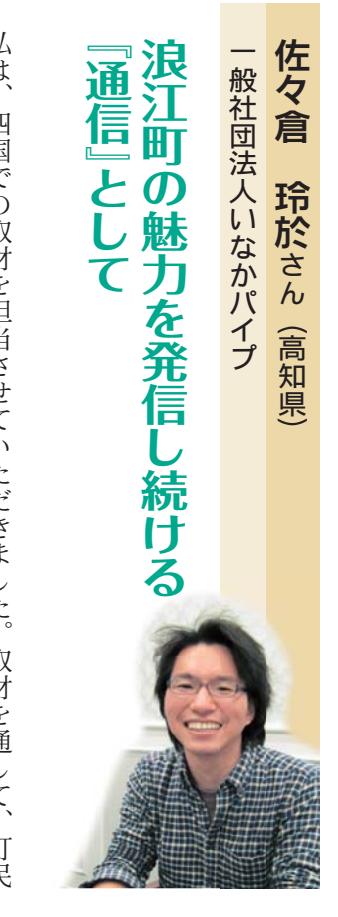 佐々倉 玲於さん（高知県）
一般社団法人いなかパイプ
浪江町の魅力を発信し続ける
『通信』として
私は、四国での取材を担当させていただきました。取材を通して、町民